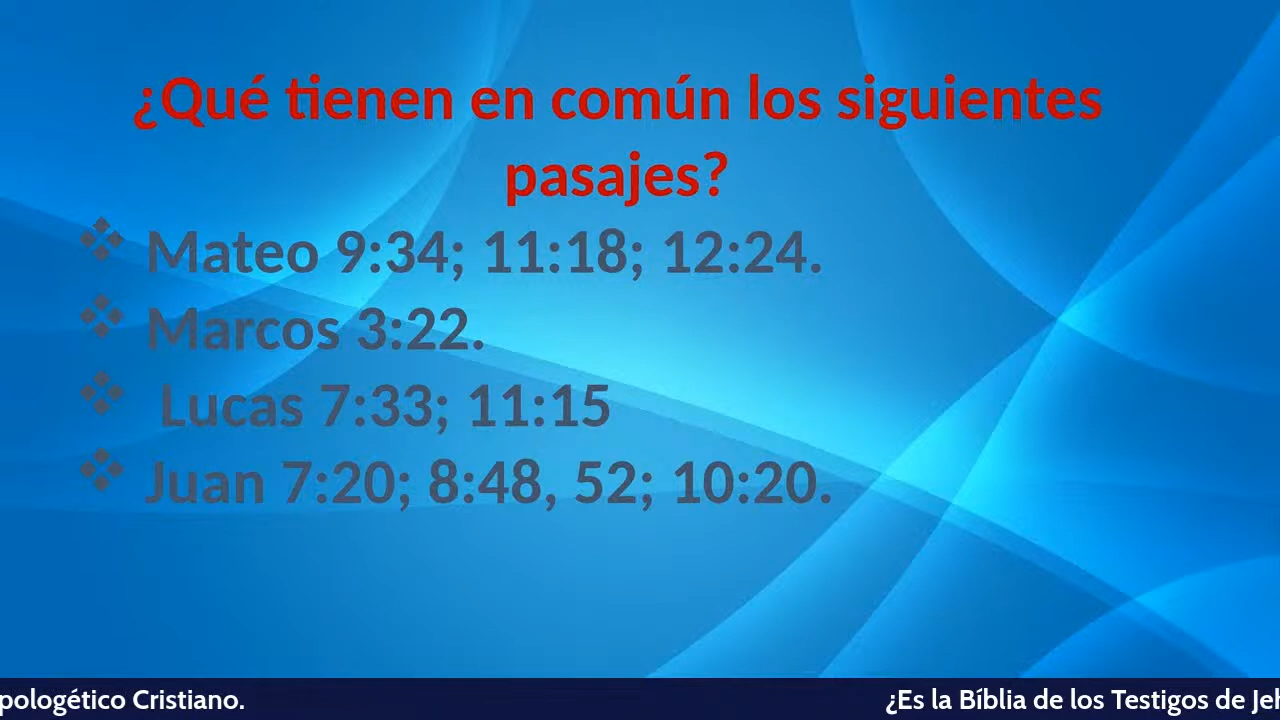 ¿Qué tienen en común los siguientes
pasajes?
❖ Mateo 9:34; 11:18; 12:24.
❖ Marcos 3:22.
❖ Lucas 7:33; 11:15
❖ Juan 7:20; 8:48, 52; 10:20.
pologético Cristiano.
¿Es la Bíblia de los Testigos de Jeh